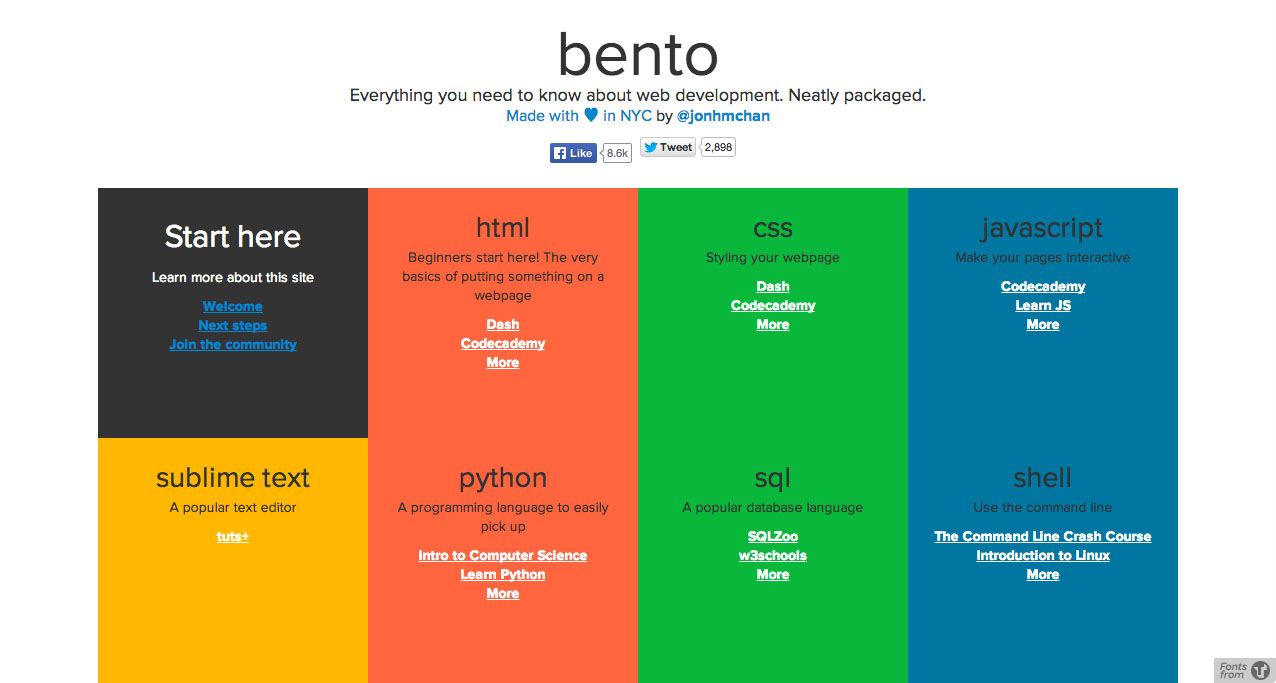 bento
Everything you need to know about web development. Neatly packaged.
Made with ♥ in NYC by @jonhmchan
Like 8.6k Tweet 2,898
Start here
Learn more about this site
Welcome
Next steps
Join the community
html
Beginners start here! The very
basics of putting something on a
webpage
Dash
Codecademy
More
css
Styling your webpage
Dash
Codecademy
More
javascript
Make your pages interactive
Codecademy
Learn JS
More
sublime text
A popular text editor
tuts+
python
A programming language to easily
pick up
Intro to Computer Science
Learn Python
More
sql
A popular database language
SQLZoo
w3schools
More
shell
Use the command line
The Command Line Crash Course
Introduction to Linux
More
Fonts
from